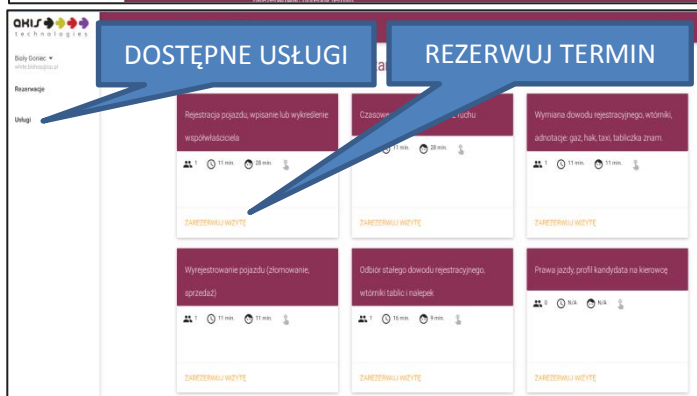 AXIS
technologies
DOSTĘPNE USŁUGI
REZERWUJ TERMIN
Biały Goniec
Rezerwacje
Usługi
Rejestracja pojazdu, wpisanie lub wykreślenie
współwłaściciela
1 11 min. 28 min.
ZAREZERWUJ WIZYTĘ
11 min. 28 min.
ZAREZERWUJ WIZYTĘ
Wymiana dowodu rejestracyjnego, wtórniki,
adnotacje: gaz, hak, taxi, tabliczka znam.
1 11 min. 11 min.
ZAREZERWUJ WIZYTĘ
Wyrejestrowanie pojazdu (złomowanie,
sprzedaż)
1 11 min. 11 min.
ZAREZERWUJ WIZYTĘ
Odbiór stałego dowodu rejestracyjnego,
wtórniki tablic i nalepek
1 16 min. 9 min.
ZAREZERWUJ WIZYTĘ
Prawa jazdy, profil kandydata na kierowcę
0 N/A N/A
ZAREZERWUJ WIZYTĘ